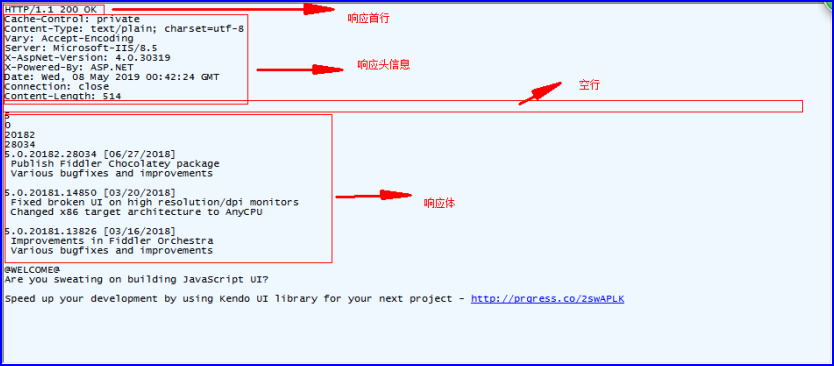 HTTP/1.1 200 OK
响应首行
Cache-Control: private
Content-Type: text/plain; charset=utf-8
Vary: Accept-Encoding
Server: Microsoft-IIS/8.5
X-AspNet-Version: 4.0.30319
响应头信息
X-Powered-By: ASP.NET
Date: Wed, 08 May 2019 00:42:24 GMT
Connection: close
空行
Content-Length: 514
5
0
20182
28034
5.0.20182.28034 [06/27/2018]
Publish Fiddler Chocolatey package
Various bugfixes and improvements
5.0.20181.14850 [03/20/2018]
Fixed broken UI on high resolution/dpi monitors
响应体
Changed x86 target architecture to AnyCPU
5.0.20181.13826 [03/16/2018]
Improvements in Fiddler Orchestra
Various bugfixes and improvements
@WELCOME@
Are you sweating on building JavaScript UI?
Speed up your development by using Kendo UI library for your next project - http://prgress.co/2swAPLK